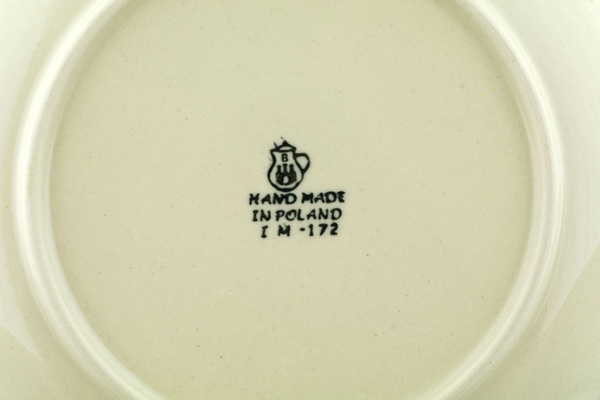 B
HAND MADE
IN POLAND
I M -172